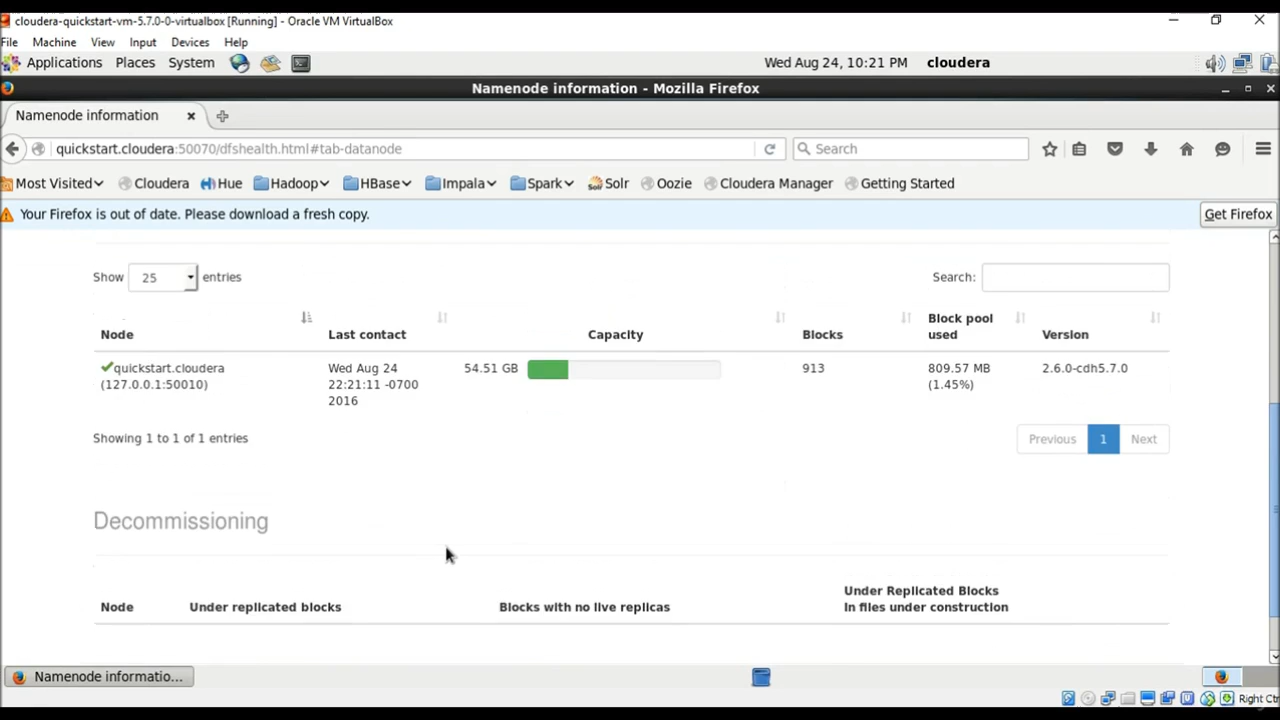 cloudera-quickstart-vm-5.7.0-0-virtualbox [Running] - Oracle VM VirtualBox
File Machine View Input Devices Help
Applications Places System Wed Aug 24, 10:21 PM cloudera
Namenode information - Mozilla Firefox
Namenode information
quickstart.cloudera:50070/dfshealth.html#tab-datanode Search
Most Visited Cloudera Hue Hadoop HBase Impala Spark Solr Oozie Cloudera Manager Getting Started
Your Firefox is out of date. Please download a fresh copy. Get Firefox
Show 25 entries Search:
Node Last contact Capacity Blocks Block pool used Version
quickstart.cloudera (127.0.0.1:50010) Wed Aug 24 22:21:11 -0700 2016 54.51 GB 913 809.57 MB (1.45%) 2.6.0-cdh5.7.0
Showing 1 to 1 of 1 entries Previous 1 Next
Decommissioning
Node Under replicated blocks Blocks with no live replicas Under Replicated Blocks In files under construction
Namenode informatio...
Right Ctr